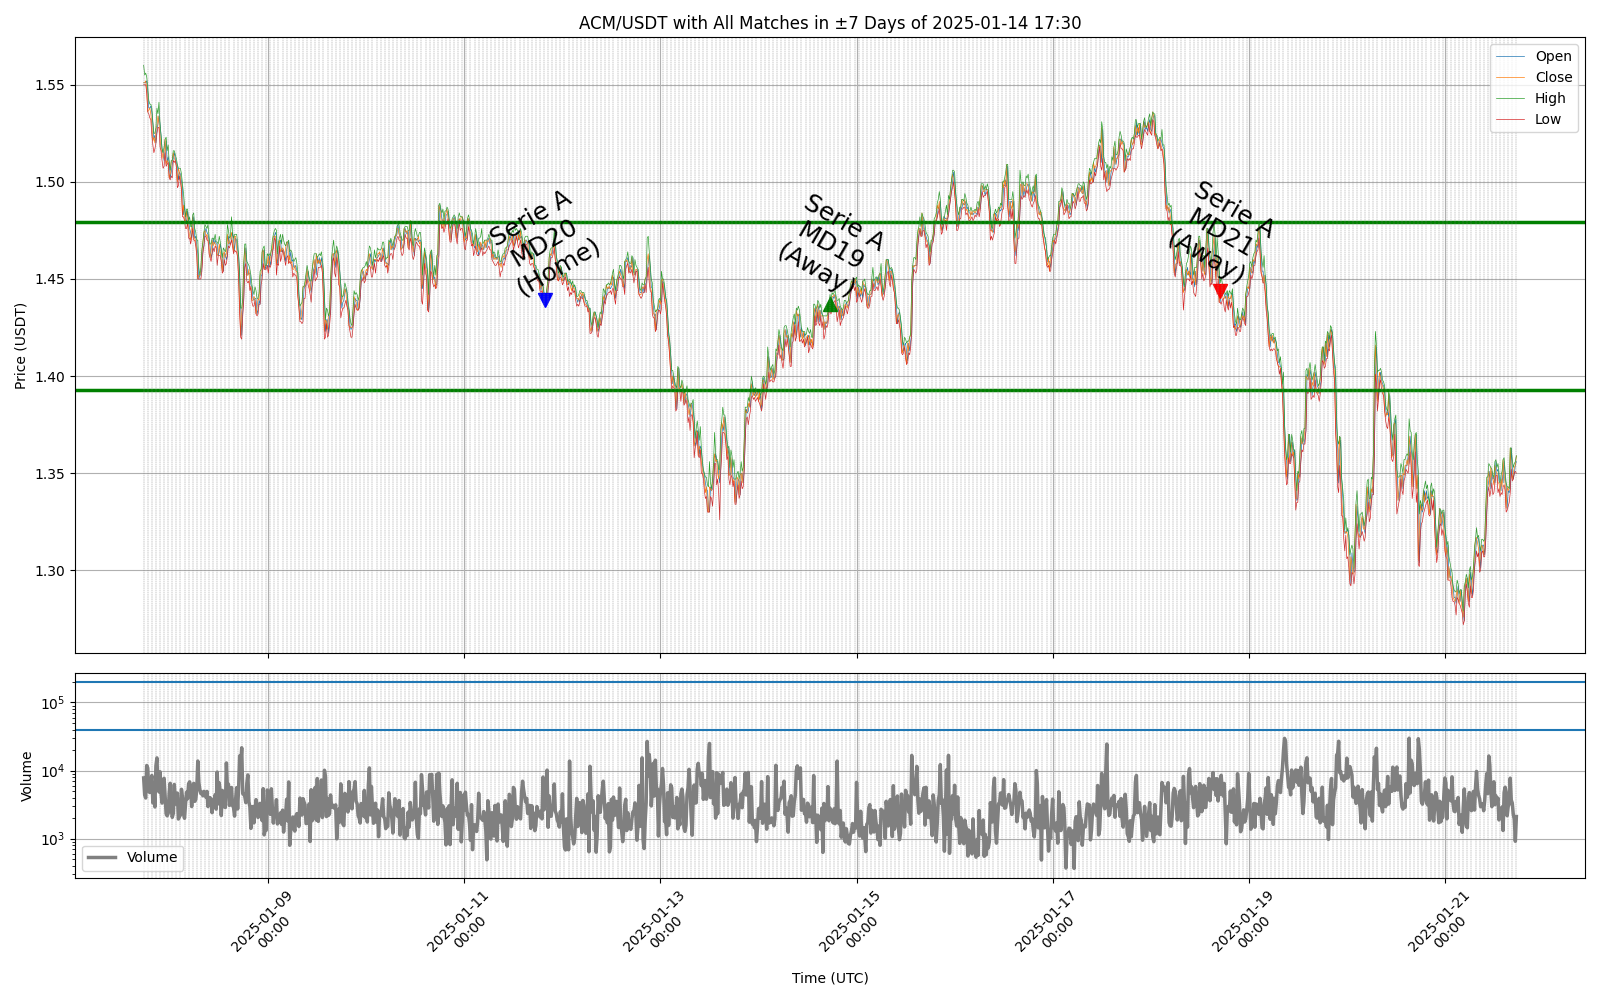 ACM/USDT with All Matches in ±7 Days of 2025-01-14 17:30
Price (USDT)
1.55
1.50
1.45
1.40
1.35
1.30
Open
Close
High
Low
Serie A
MD20
(Home)
Serie A
MD19
(Away)
Serie A
MD21
(Away)
Volume
10^5
10^4
10^3
Volume
2025-01-09
00:00
2025-01-11
00:00
2025-01-13
00:00
2025-01-15
00:00
2025-01-17
00:00
2025-01-19
00:00
2025-01-21
00:00
Time (UTC)